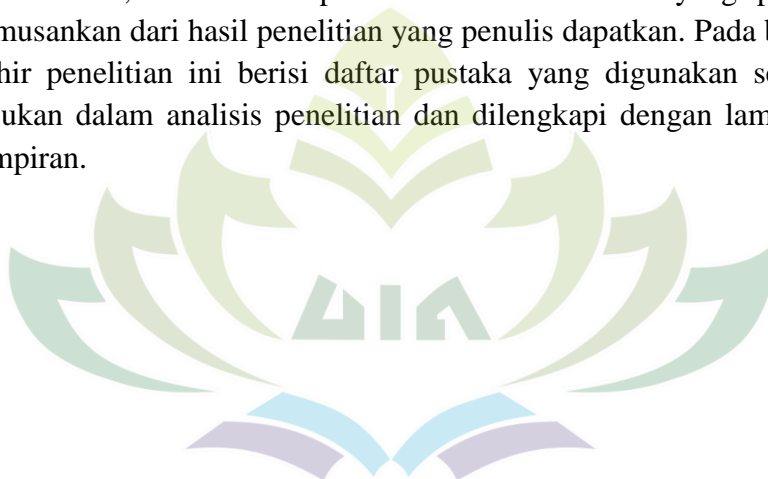 musankan dari hasil penelitian yang penulis dapatkan. Pada b
hir penelitian ini berisi daftar pustaka yang digunakan se
ukan dalam analisis penelitian dan dilengkapi dengan lam
mpiran.
UIN